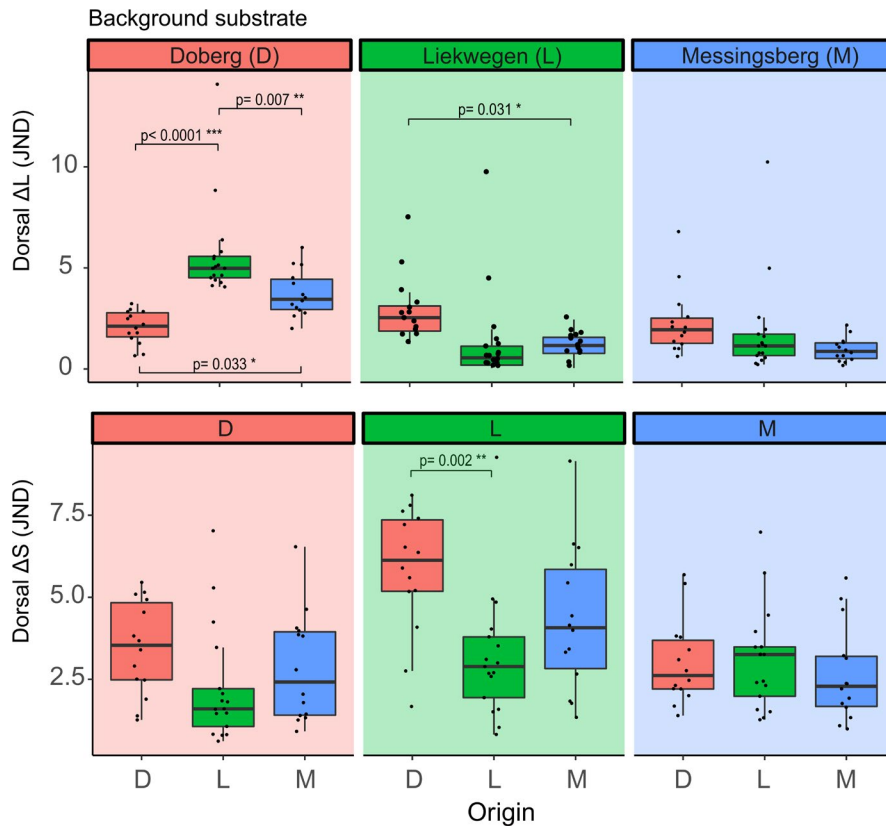 Background substrate
Doberg (D) Liekwegen (L) Messingsberg (M)
Dorsal ΔL (JND)
10
5
0
p= 0.007 **
p< 0.0001 ***
p= 0.033 *
p= 0.031 *
D L M
Dorsal ΔS (JND)
7.5
5.0
2.5
p= 0.002 **
D L M D L M D L M
Origin